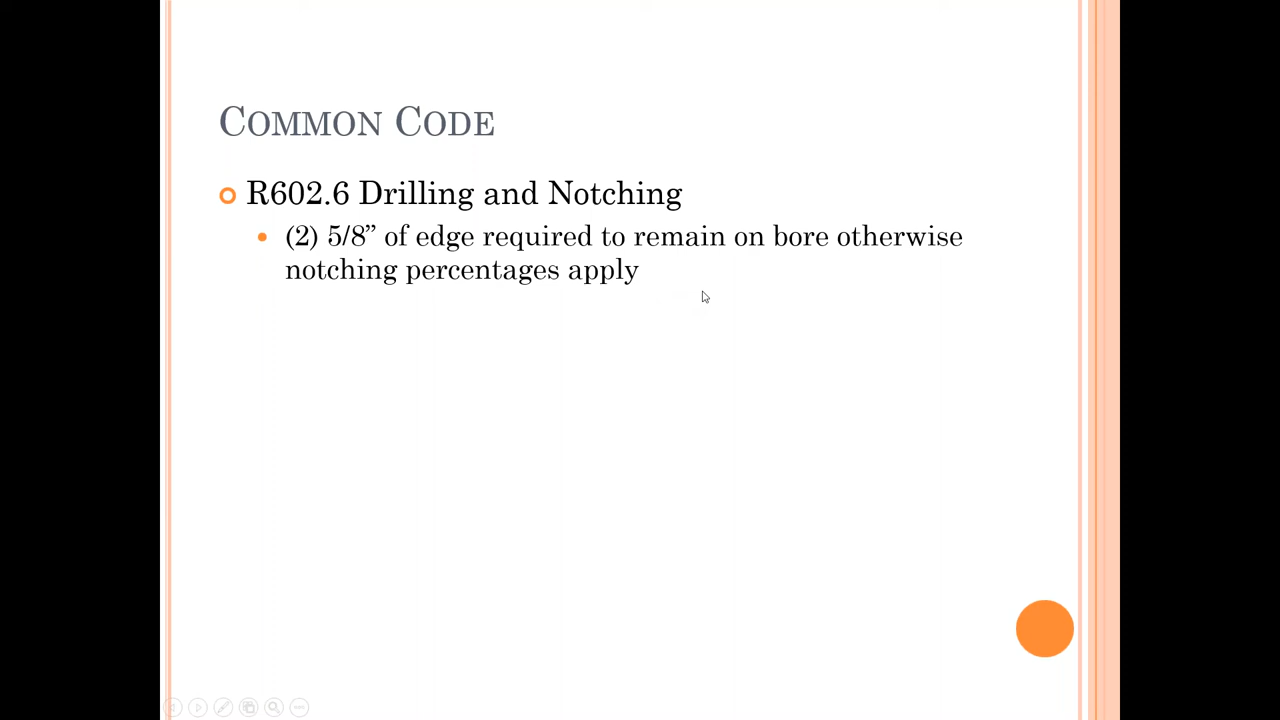 COMMON CODE
R602.6 Drilling and Notching
(2) 5/8” of edge required to remain on bore otherwise
notching percentages apply